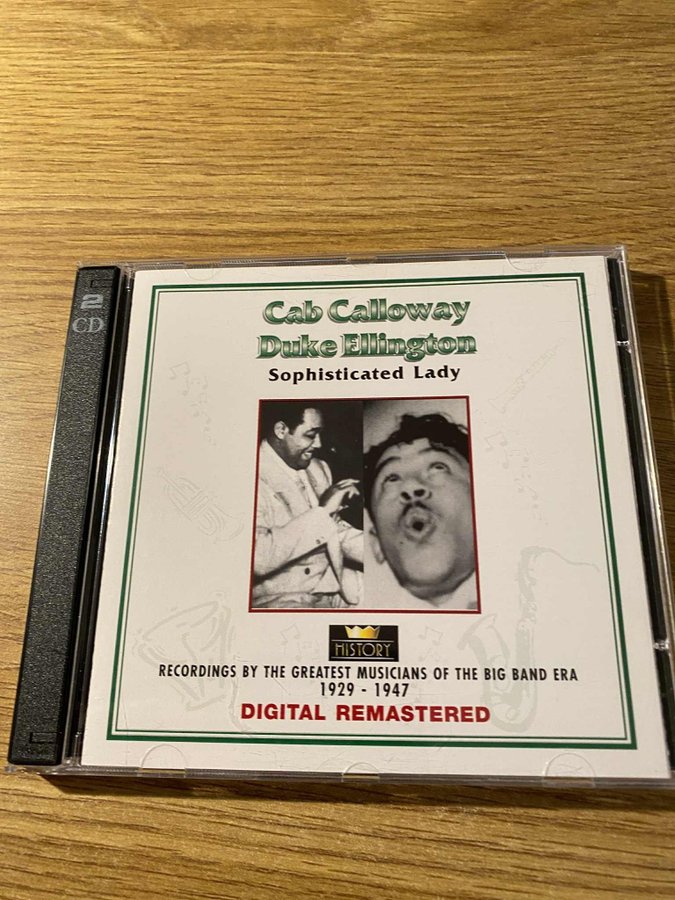 2
CD
Cab Calloway
Duke Ellington
Sophisticated Lady
HISTORY
RECORDINGS BY THE GREATEST MUSICIANS OF THE BIG BAND ERA
1929 - 1947
DIGITAL REMASTERED